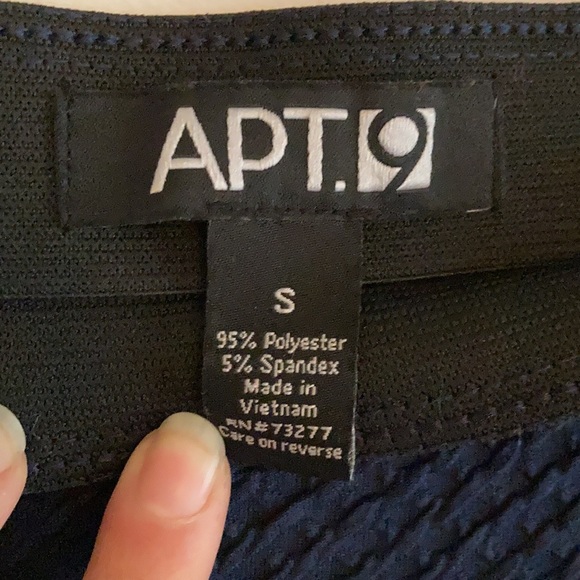 APT.9
S
95% Polyester
5% Spandex
Made in
Vietnam
RN#73277
Care on reverse